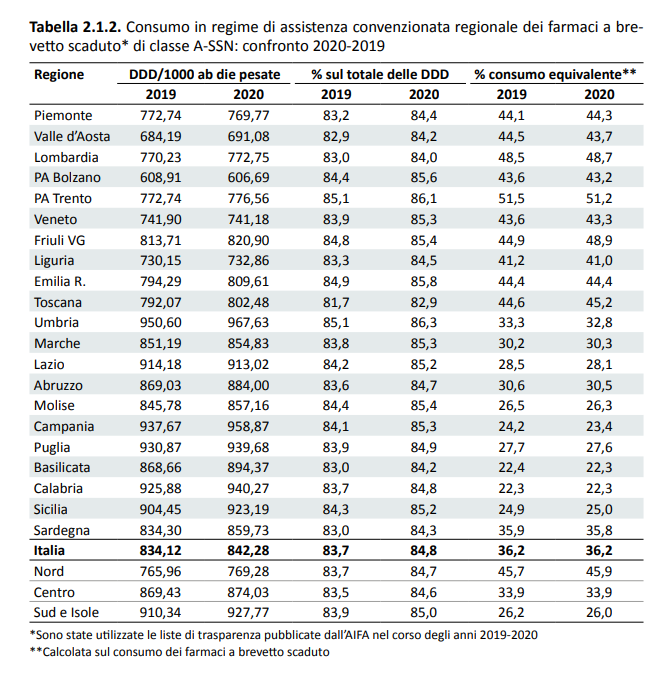 Tabella 2.1.2. Consumo in regime di assistenza convenzionata regionale dei farmaci a bre-
vetto scaduto* di classe A-SSN: confronto 2020-2019
Regione DDD/1000 ab die pesate % sul totale delle DDD % consumo equivalente**
2019 2020 2019 2020 2019 2020
Piemonte 772,74 769,77 83,2 84,4 44,1 44,3
Valle d’Aosta 684,19 691,08 82,9 84,2 44,5 43,7
Lombardia 770,23 772,75 83,0 84,0 48,5 48,7
PA Bolzano 608,91 606,69 84,4 85,6 43,6 43,2
PA Trento 772,74 776,56 85,1 86,1 51,5 51,2
Veneto 741,90 741,18 83,9 85,3 43,6 43,3
Friuli VG 813,71 820,90 84,8 85,4 44,9 48,9
Liguria 730,15 732,86 83,3 84,5 41,2 41,0
Emilia R. 794,29 809,61 84,9 85,8 44,4 44,4
Toscana 792,07 802,48 81,7 82,9 44,6 45,2
Umbria 950,60 967,63 85,1 86,3 33,3 32,8
Marche 851,19 854,83 83,8 85,3 30,2 30,3
Lazio 914,18 913,02 84,2 85,2 28,5 28,1
Abruzzo 869,03 884,00 83,6 84,7 30,6 30,5
Molise 845,78 857,16 84,4 85,4 26,5 26,3
Campania 937,67 958,87 84,1 85,3 24,2 23,4
Puglia 930,87 939,68 83,9 84,9 27,7 27,6
Basilicata 868,66 894,37 83,0 84,2 22,4 22,3
Calabria 925,88 940,27 83,7 84,8 22,3 22,3
Sicilia 904,45 923,19 84,3 85,2 24,9 25,0
Sardegna 834,30 859,73 83,0 84,3 35,9 35,8
Italia 834,12 842,28 83,7 84,8 36,2 36,2
Nord 765,96 769,28 83,7 84,7 45,7 45,9
Centro 869,43 874,03 83,5 84,6 33,9 33,9
Sud e Isole 910,34 927,77 83,9 85,0 26,2 26,0
*Sono state utilizzate le liste di trasparenza pubblicate dall’AIFA nel corso degli anni 2019-2020
**Calcolata sul consumo dei farmaci a brevetto scaduto